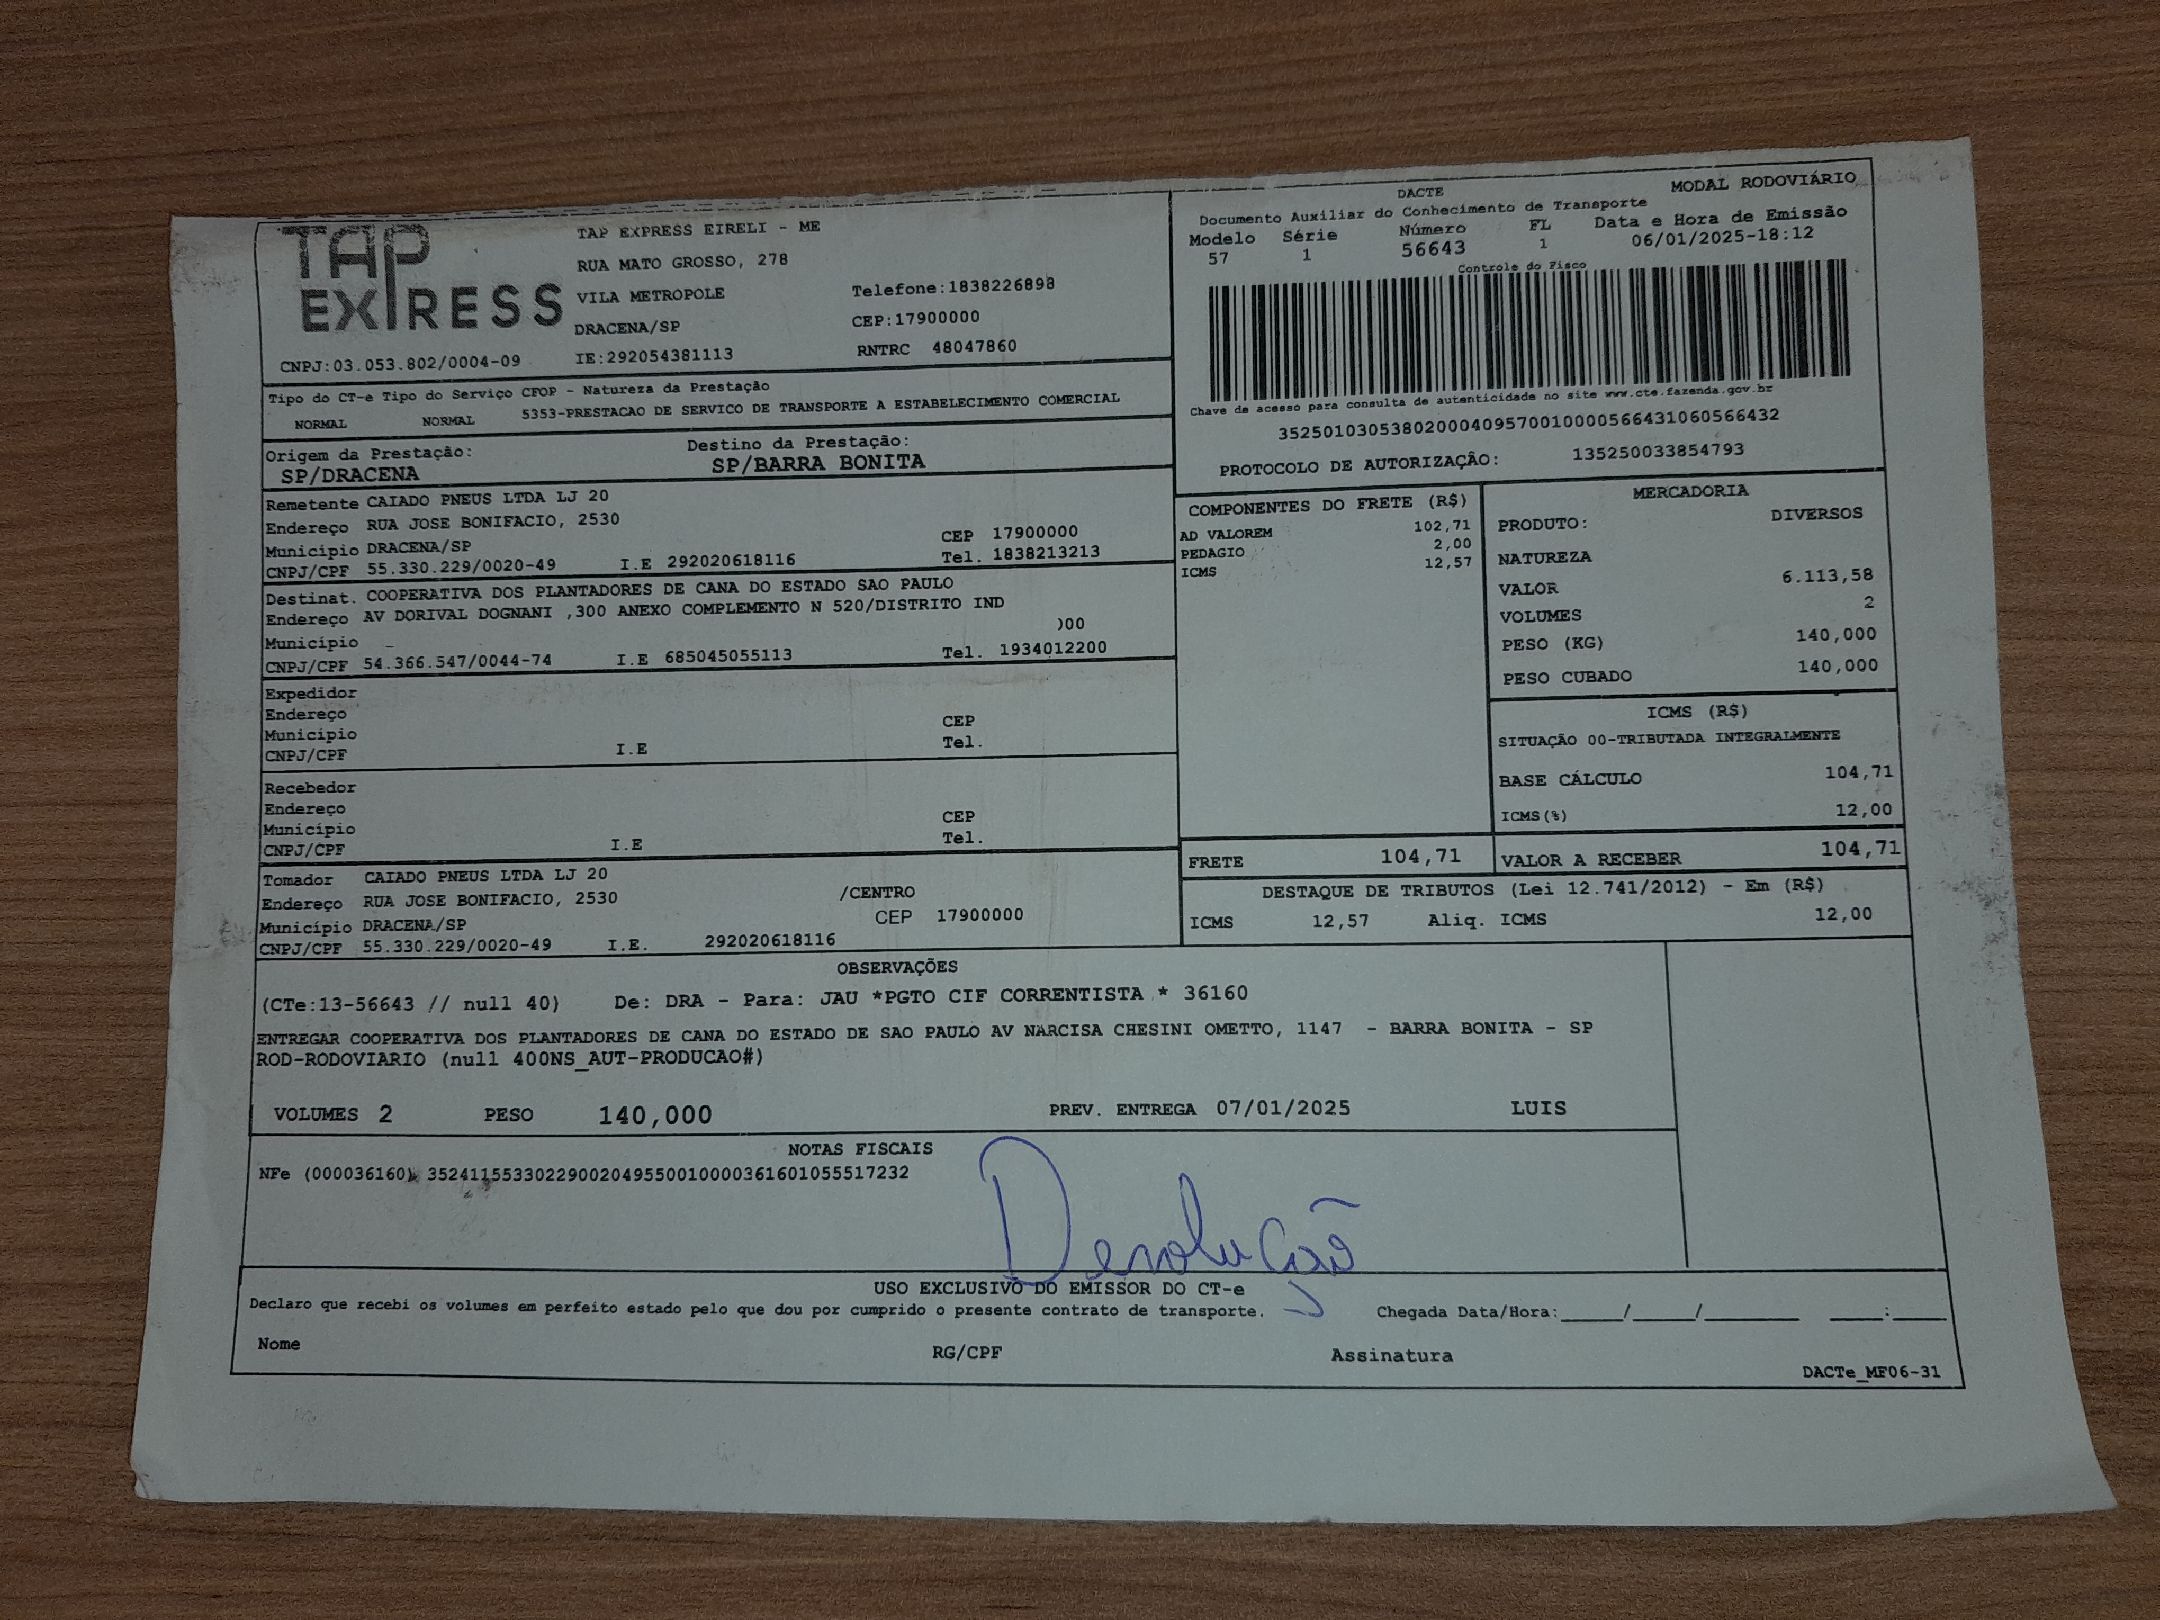 TAP EXPRESS
TAP EXPRESS EIRELI - ME
RUA MATO GROSSO, 278
VILA METROPOLE Telefone:1838226898
DRACENA/SP CEP:17900000
CNPJ:03.053.802/0004-09 IE:292054381113 RNTRC 48047860
DACTE MODAL RODOVIÁRIO
Documento Auxiliar do Conhecimento de Transporte
Modelo Série Número FL Data e Hora de Emissão
57 1 56643 1 06/01/2025-18:12
Controle do Fisco
Chave de acesso para consulta de autenticidade no site www.cte.fazenda.gov.br
35250103053802000409570010000566431060566432
PROTOCOLO DE AUTORIZAÇÃO: 135250033854793
Tipo do CT-e Tipo do Serviço CFOP - Natureza da Prestação
NORMAL NORMAL 5353-PRESTACAO DE SERVICO DE TRANSPORTE A ESTABELECIMENTO COMERCIAL
Origem da Prestação: Destino da Prestação:
SP/DRACENA SP/BARRA BONITA
Remetente CAIADO PNEUS LTDA LJ 20
Endereço RUA JOSE BONIFACIO, 2530
Município DRACENA/SP CEP 17900000
CNPJ/CPF 55.330.229/0020-49 I.E 292020618116 Tel. 1838213213
Destinat. COOPERATIVA DOS PLANTADORES DE CANA DO ESTADO SAO PAULO
Endereço AV DORIVAL DOGNANI ,300 ANEXO COMPLEMENTO N 520/DISTRITO IND
Município )00
CNPJ/CPF 54.366.547/0044-74 I.E 685045055113 Tel. 1934012200
Expedidor
Endereço
Município CEP
CNPJ/CPF I.E Tel.
Recebedor
Endereço
Município CEP
CNPJ/CPF I.E Tel.
Tomador CAIADO PNEUS LTDA LJ 20
Endereço RUA JOSE BONIFACIO, 2530 /CENTRO
Município DRACENA/SP CEP 17900000
CNPJ/CPF 55.330.229/0020-49 I.E. 292020618116
COMPONENTES DO FRETE (R$)
AD VALOREM 102,71
PEDAGIO 2,00
ICMS 12,57
MERCADORIA
PRODUTO: DIVERSOS
NATUREZA
VALOR 6.113,58
VOLUMES 2
PESO (KG) 140,000
PESO CUBADO 140,000
ICMS (R$)
SITUAÇÃO 00-TRIBUTADA INTEGRALMENTE
BASE CÁLCULO 104,71
ICMS(%) 12,00
FRETE 104,71 VALOR A RECEBER 104,71
DESTAQUE DE TRIBUTOS (Lei 12.741/2012) - Em (R$)
ICMS 12,57 Aliq. ICMS 12,00
OBSERVAÇÕES
(CTe:13-56643 // null 40) De: DRA - Para: JAU *PGTO CIF CORRENTISTA * 36160
ENTREGAR COOPERATIVA DOS PLANTADORES DE CANA DO ESTADO DE SAO PAULO AV NARCISA CHESINI OMETTO, 1147 - BARRA BONITA - SP
ROD-RODOVIARIO (null 400NS_AUT-PRODUCAO#)
VOLUMES 2 PESO 140,000 PREV. ENTREGA 07/01/2025 LUIS
NOTAS FISCAIS
NFe (000036160) 35241155330229002049550010000361601055517232
Devolução
USO EXCLUSIVO DO EMISSOR DO CT-e
Declaro que recebi os volumes em perfeito estado pelo que dou por cumprido o presente contrato de transporte. Chegada Data/Hora:_____/_____/________ ____:____
Nome RG/CPF Assinatura
DACTe_MF06-31